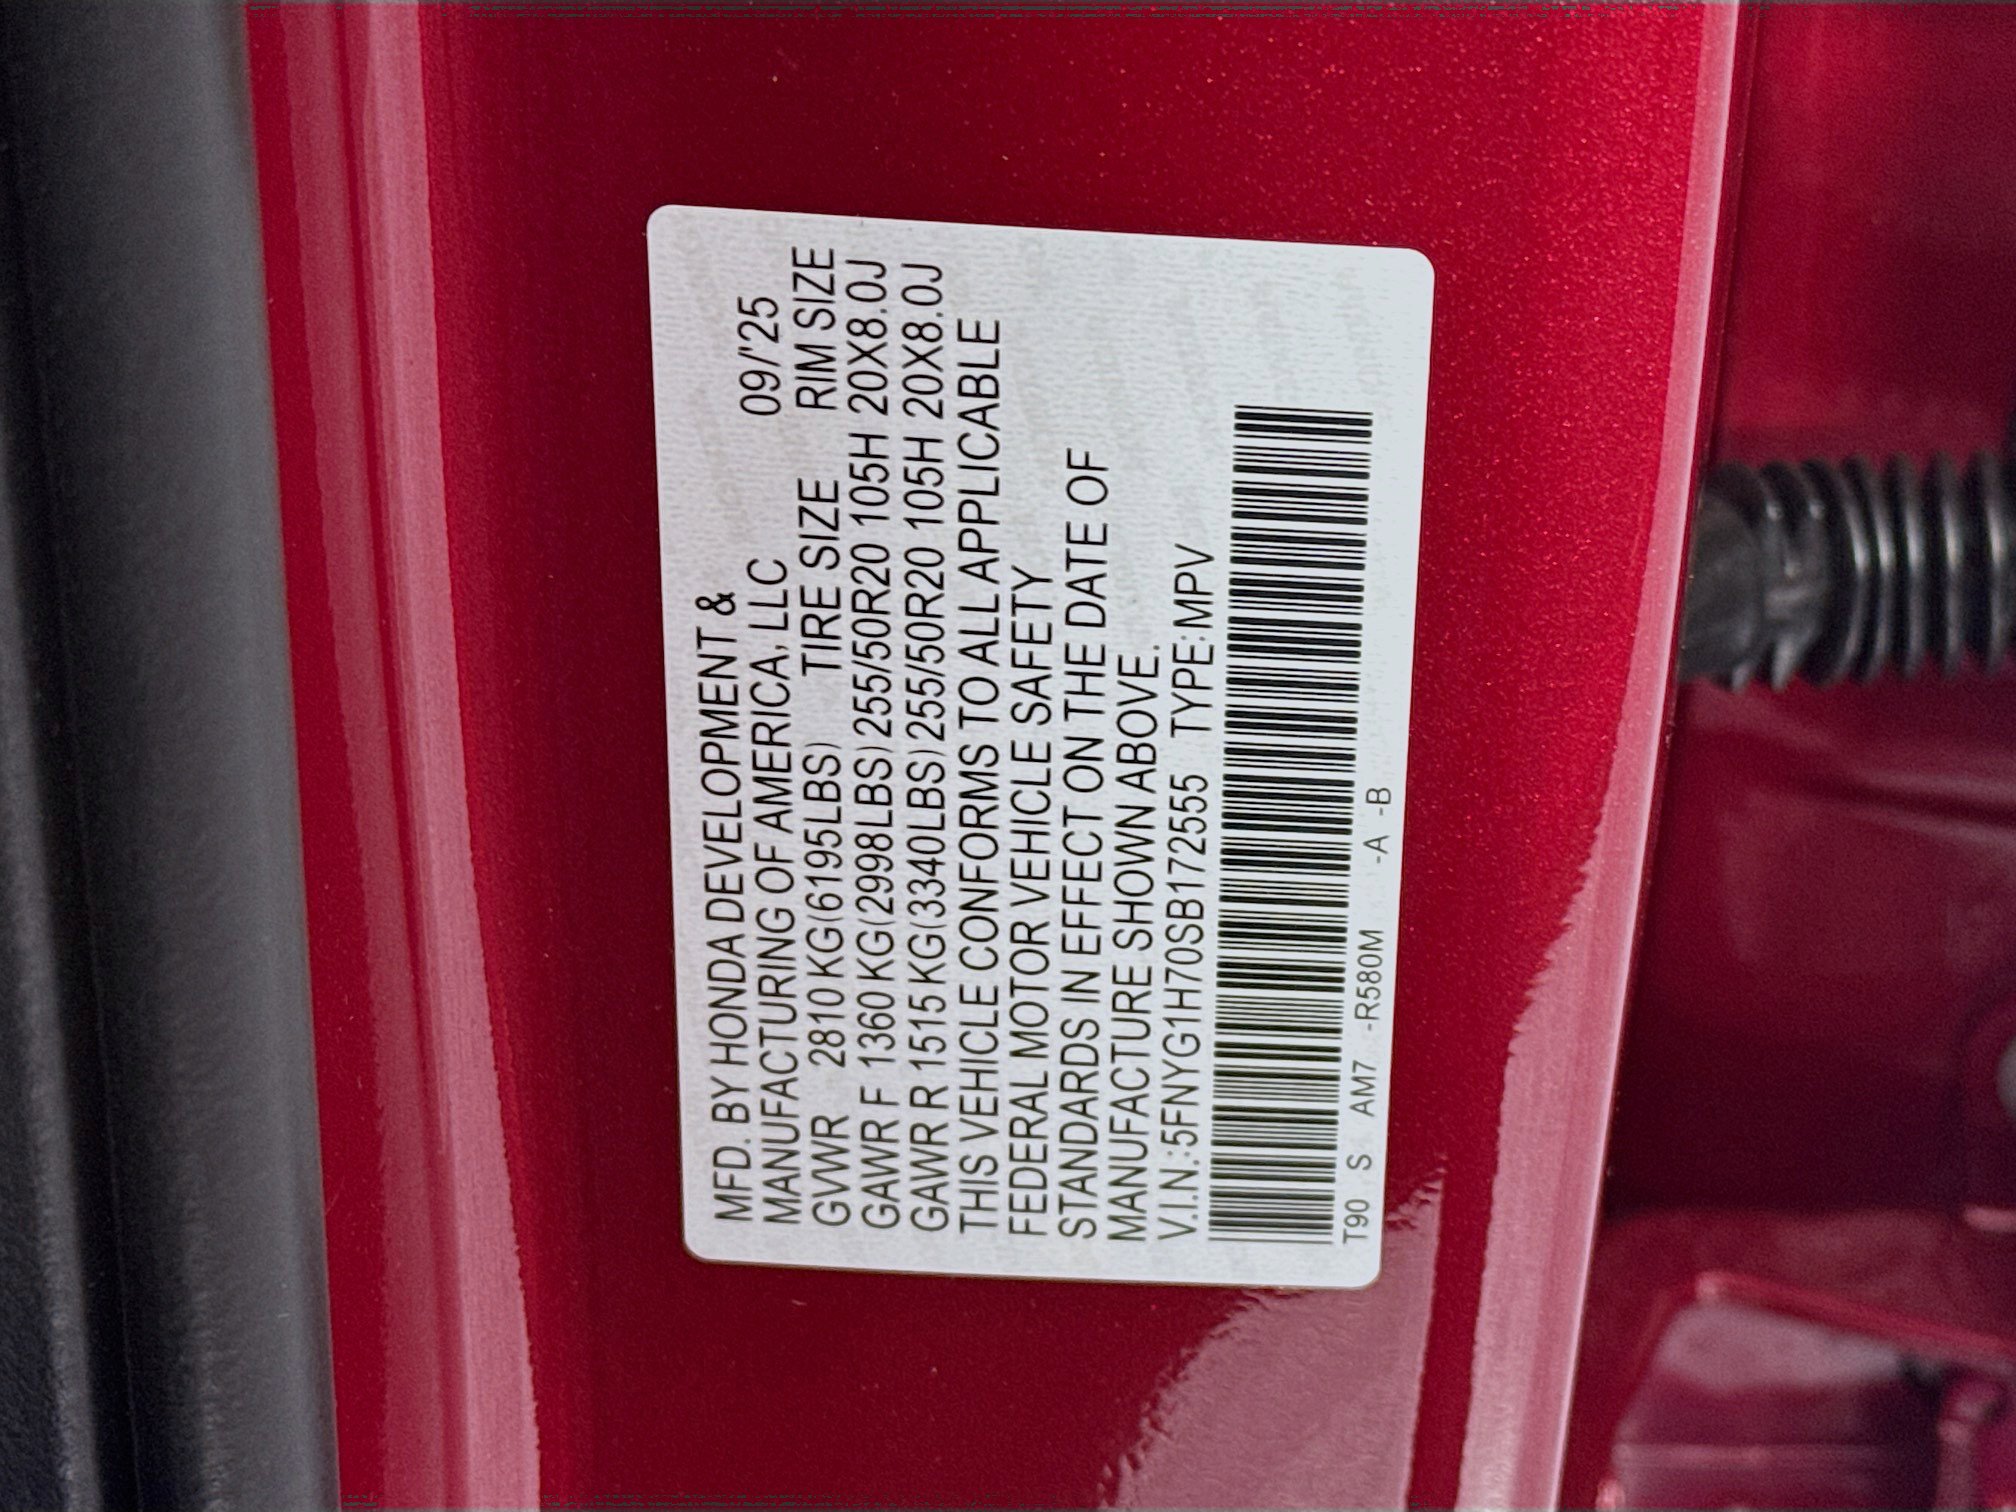 MFD. BY HONDA DEVELOPMENT &
MANUFACTURING OF AMERICA, LLC 09/'25
GVWR 2810 KG(6195LBS) TIRE SIZE RIM SIZE
GAWR F 1360 KG(2998LBS) 255/50R20 105H 20X8.0J
GAWR R 1515 KG(3340LBS) 255/50R20 105H 20X8.0J
THIS VEHICLE CONFORMS TO ALL APPLICABLE
FEDERAL MOTOR VEHICLE SAFETY
STANDARDS IN EFFECT ON THE DATE OF
MANUFACTURE SHOWN ABOVE.
V.I.N.:5FNYG1H70SB172555 TYPE:MPV
T90 S AM7 -R580M -A -B